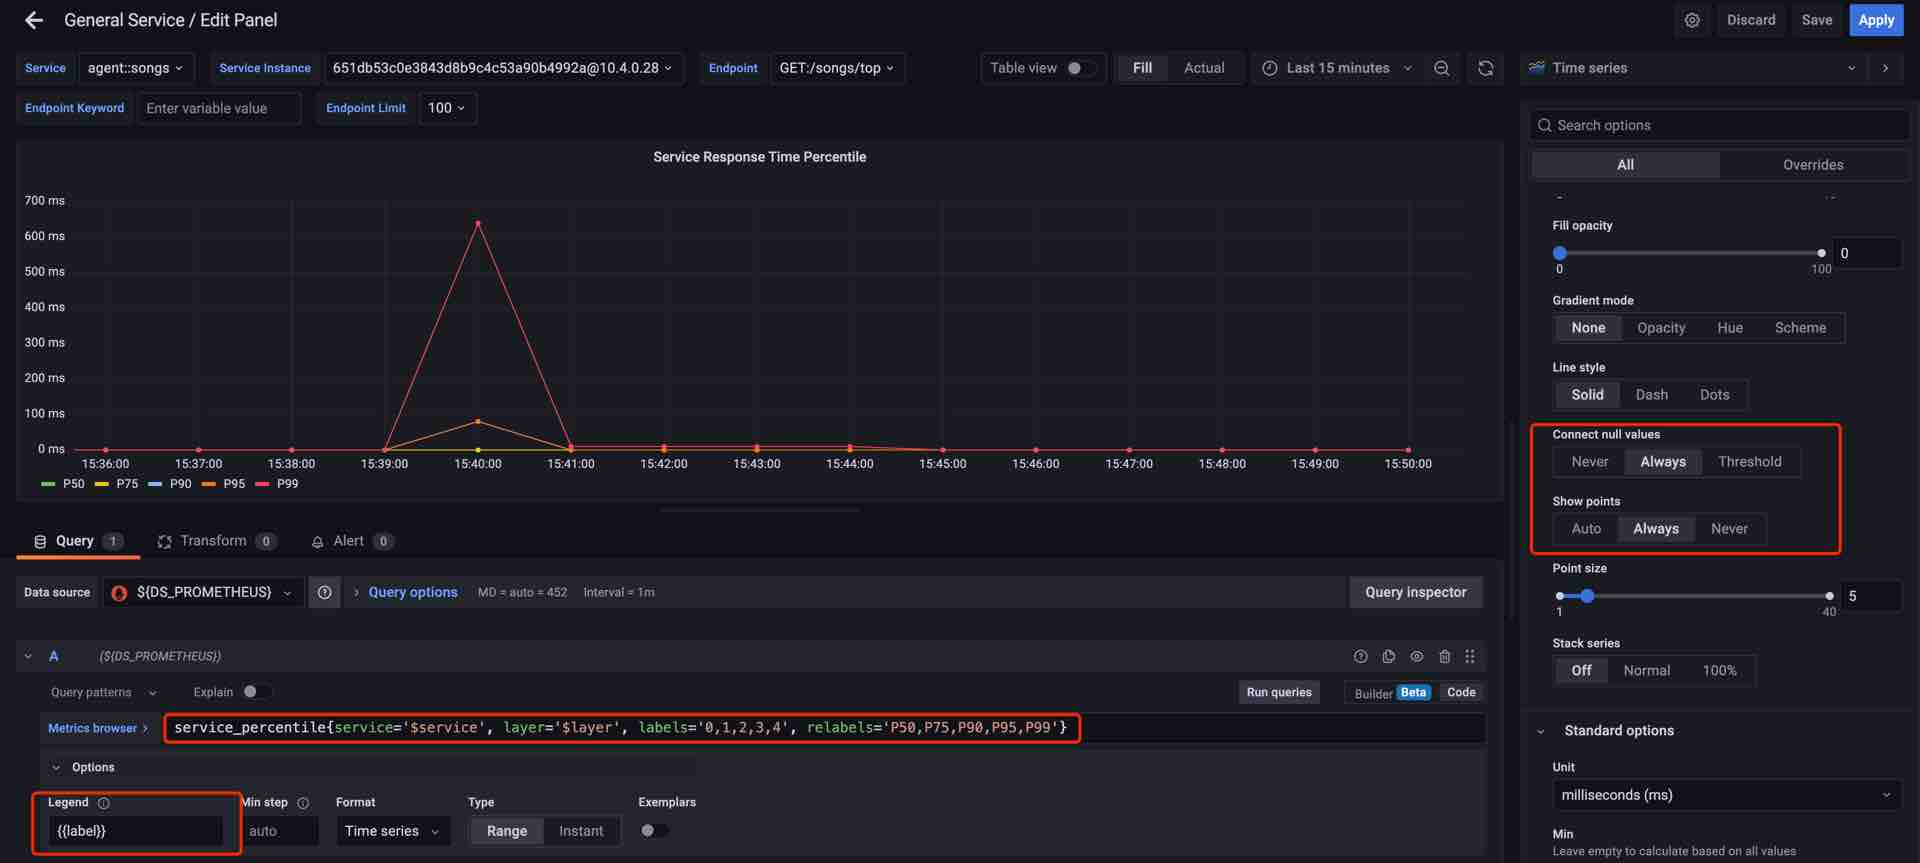 General Service / Edit Panel
Discard
Save
Apply
Service
agent::songs
Service Instance
651db53c0e3843d8b9c4c53a90b4992a@10.4.0.28
Endpoint
GET:/songs/top
Table view
Fill
Actual
Last 15 minutes
Time series
Endpoint Keyword
Enter variable value
Endpoint Limit
100
Search options
All
Overrides
Service Response Time Percentile
700 ms
600 ms
500 ms
400 ms
300 ms
200 ms
100 ms
0 ms
15:36:00
15:37:00
15:38:00
15:39:00
15:40:00
15:41:00
15:42:00
15:43:00
15:44:00
15:45:00
15:46:00
15:47:00
15:48:00
15:49:00
15:50:00
P50
P75
P90
P95
P99
Fill opacity
0
0
100
Gradient mode
None
Opacity
Hue
Scheme
Line style
Solid
Dash
Dots
Connect null values
Never
Always
Threshold
Show points
Auto
Always
Never
Point size
5
1
40
Stack series
Off
Normal
100%
Standard options
Unit
milliseconds (ms)
Min
Leave empty to calculate based on all values
Query
1
Transform
0
Alert
0
Data source
${DS_PROMETHEUS}
Query options
MD = auto = 452
Interval = 1m
Query inspector
A
(${DS_PROMETHEUS})
Query patterns
Explain
Run queries
Builder
Beta
Code
Metrics browser
service_percentile{service='$service', layer='$layer', labels='0,1,2,3,4', relabels='P50,P75,P90,P95,P99'}
Options
Legend
Min step
Format
Type
Exemplars
{{label}}
auto
Time series
Range
Instant